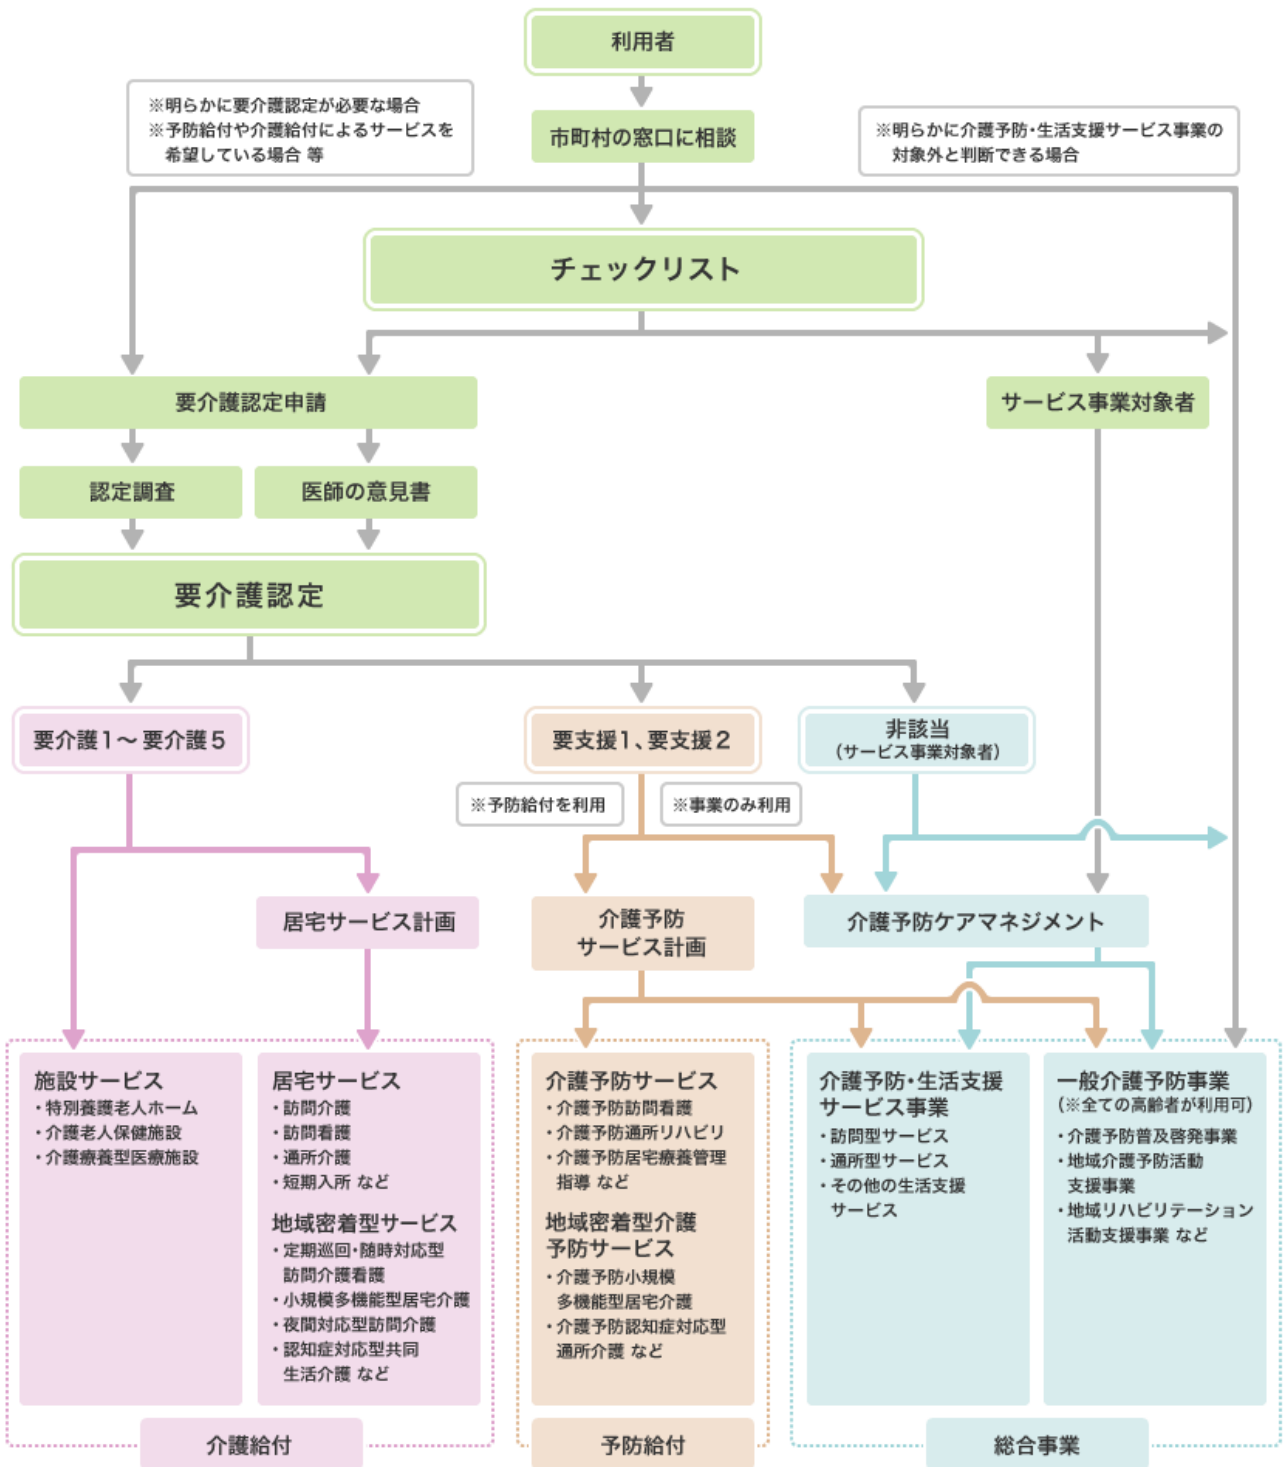 利用者
※明らかに要介護認定が必要な場合
※予防給付や介護給付によるサービスを
希望している場合 等
市町村の窓口に相談
※明らかに介護予防・生活支援サービス事業の
対象外と判断できる場合
チェックリスト
要介護認定申請
サービス事業対象者
認定調査
医師の意見書
要介護認定
要介護1〜要介護5
要支援1、要支援2
非該当
(サービス事業対象者)
※予防給付を利用
※事業のみ利用
居宅サービス計画
介護予防
サービス計画
介護予防ケアマネジメント
施設サービス
・特別養護老人ホーム
・介護老人保健施設
・介護療養型医療施設
居宅サービス
・訪問介護
・訪問看護
・通所介護
・短期入所 など
地域密着型サービス
・定期巡回・随時対応型
訪問介護看護
・小規模多機能型居宅介護
・夜間対応型訪問介護
・認知症対応型共同
生活介護 など
介護予防サービス
・介護予防訪問看護
・介護予防通所リハビリ
・介護予防居宅療養管理
指導 など
地域密着型介護
予防サービス
・介護予防小規模
多機能型居宅介護
・介護予防認知症対応型
通所介護 など
介護予防・生活支援
サービス事業
・訪問型サービス
・通所型サービス
・その他の生活支援
サービス
一般介護予防事業
(※全ての高齢者が利用可)
・介護予防普及啓発事業
・地域介護予防活動
支援事業
・地域リハビリテーション
活動支援事業 など
介護給付
予防給付
総合事業